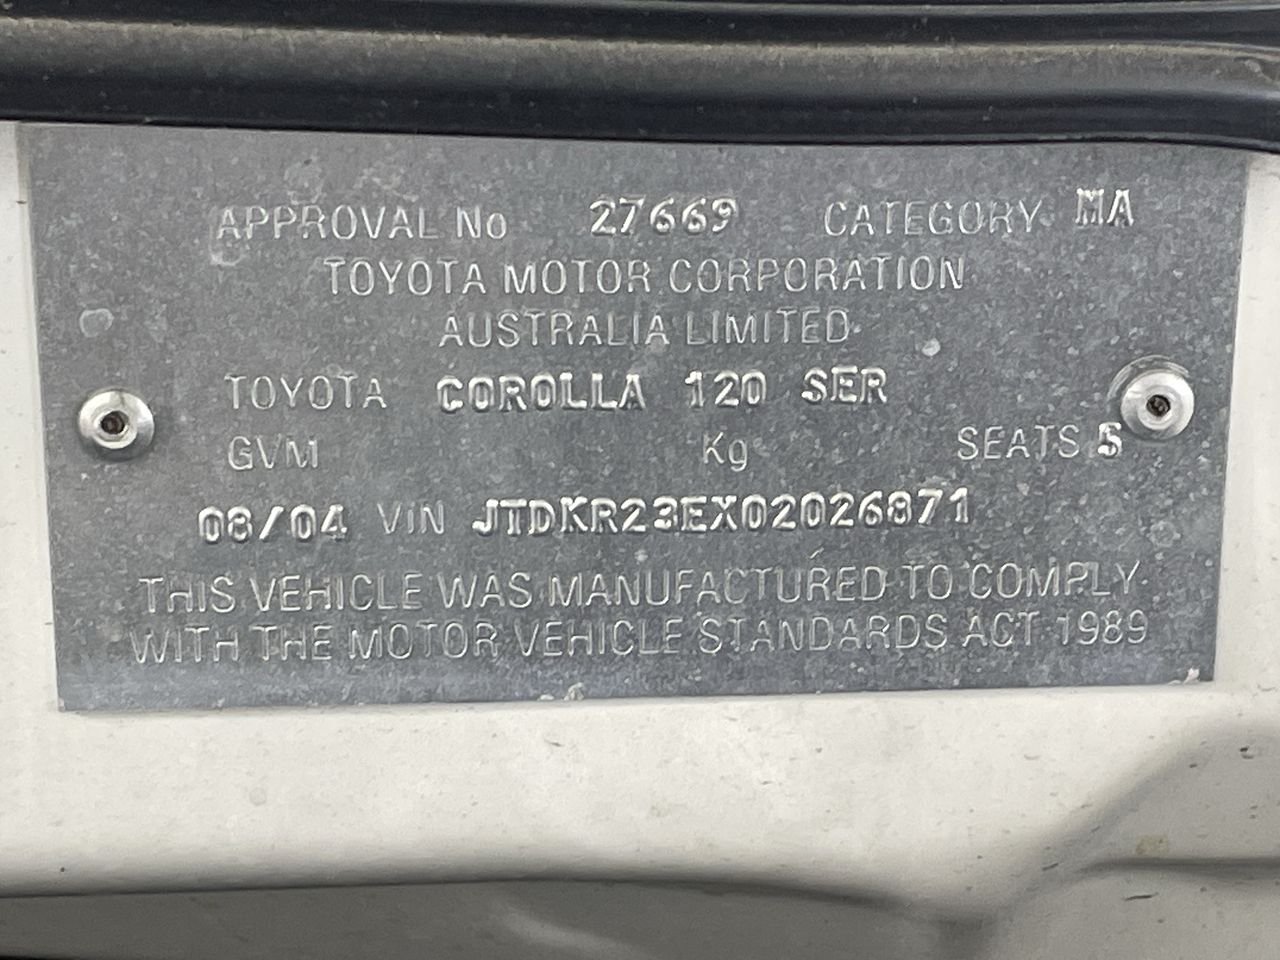 APPROVAL No 27669 CATEGORY MA
TOYOTA MOTOR CORPORATION
AUSTRALIA LIMITED
TOYOTA COROLLA 120 SER
GVM Kg SEATS 5
08/04 VIN JTDKR23EX02026871
THIS VEHICLE WAS MANUFACTURED TO COMPLY
WITH THE MOTOR VEHICLE STANDARDS ACT 1989